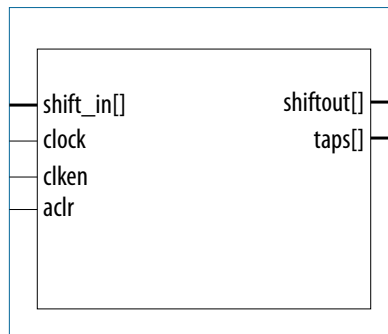 shift_in[]
clock
clken
aclr
shiftout[]
taps[]